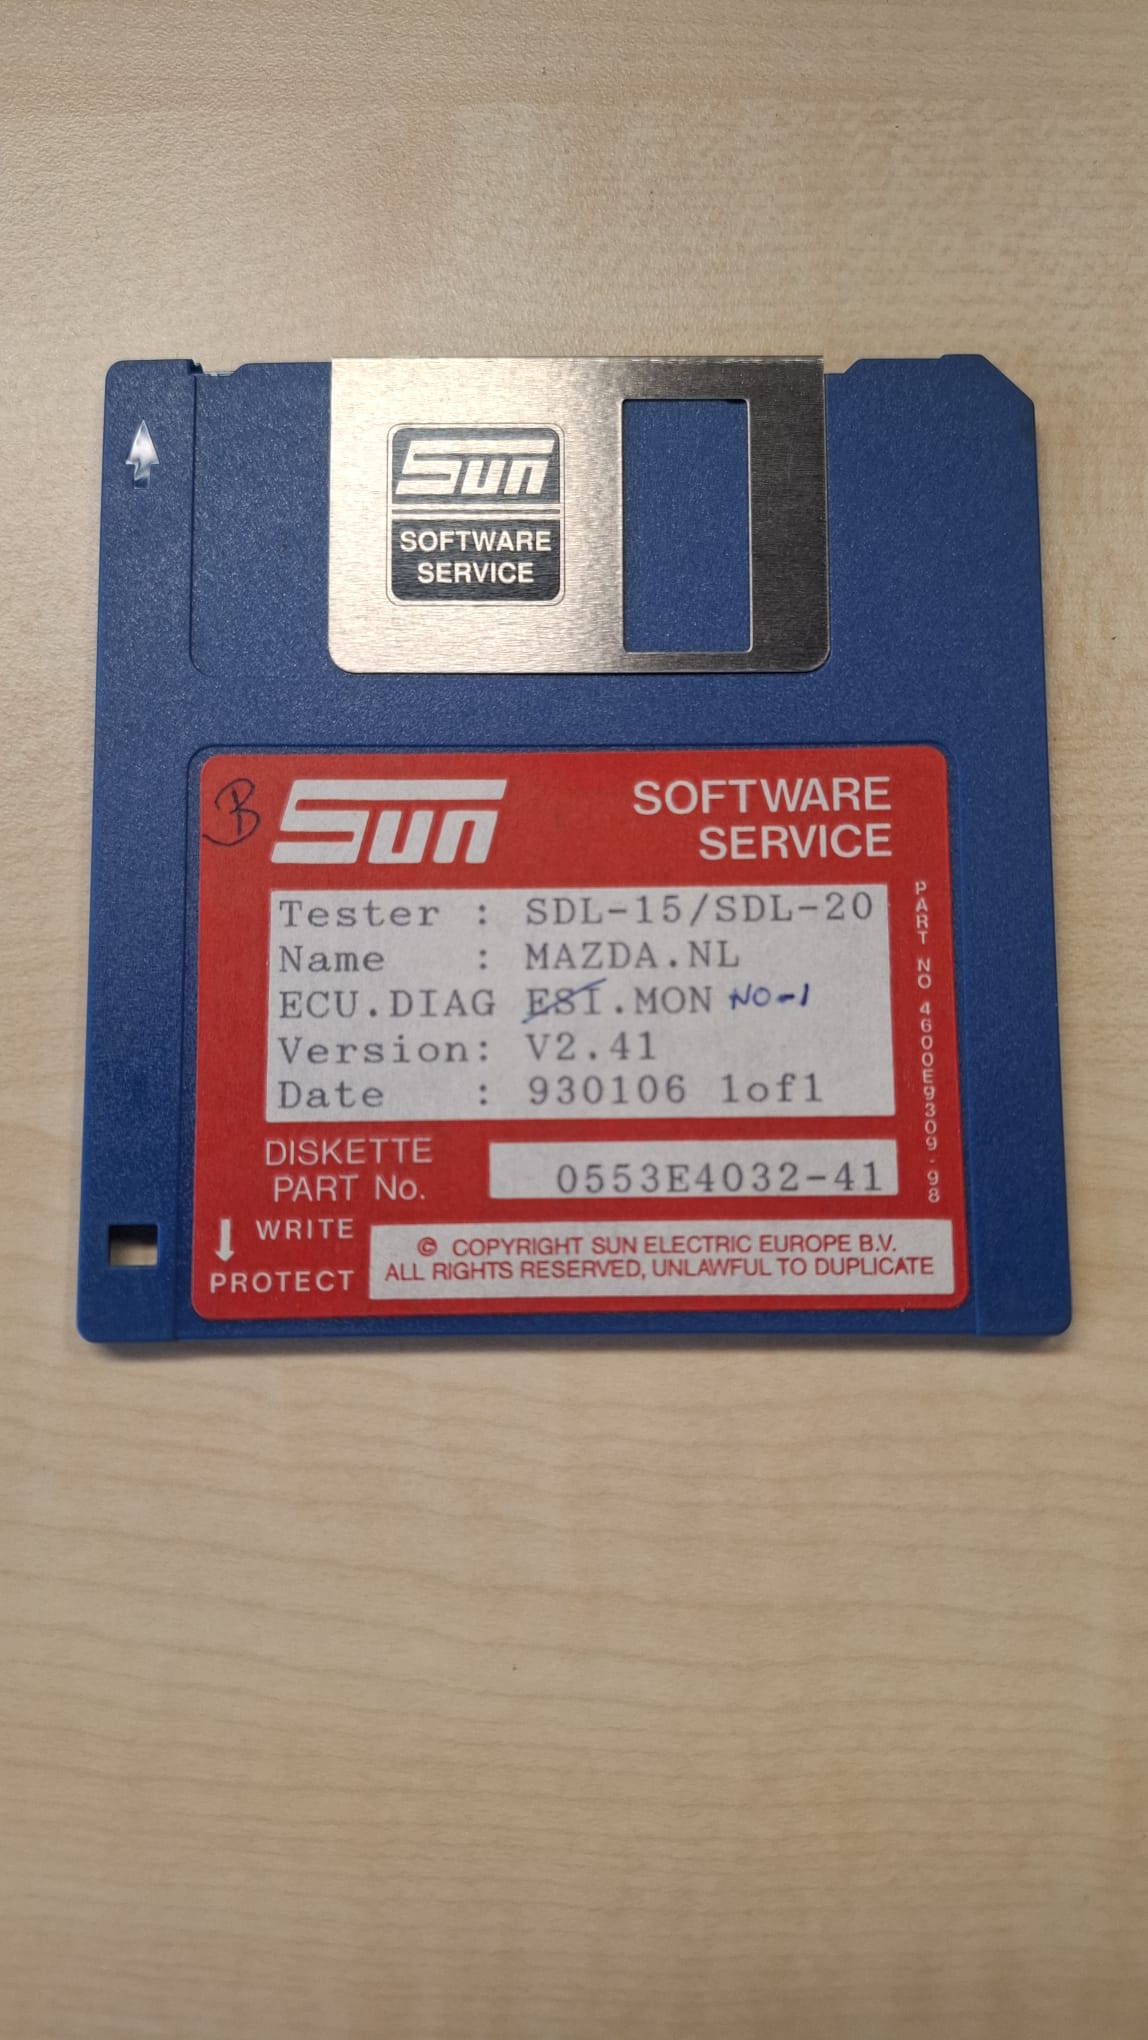 Sun
SOFTWARE
SERVICE
B
Sun
SOFTWARE
SERVICE
Tester : SDL-15/SDL-20
Name : MAZDA.NL
ECU.DIAG ESI.MON NO-1
Version: V2.41
Date : 930106 1of1
PART NO 4600E9309-98
DISKETTE
PART No.
0553E4032-41
WRITE
PROTECT
© COPYRIGHT SUN ELECTRIC EUROPE B.V.
ALL RIGHTS RESERVED, UNLAWFUL TO DUPLICATE